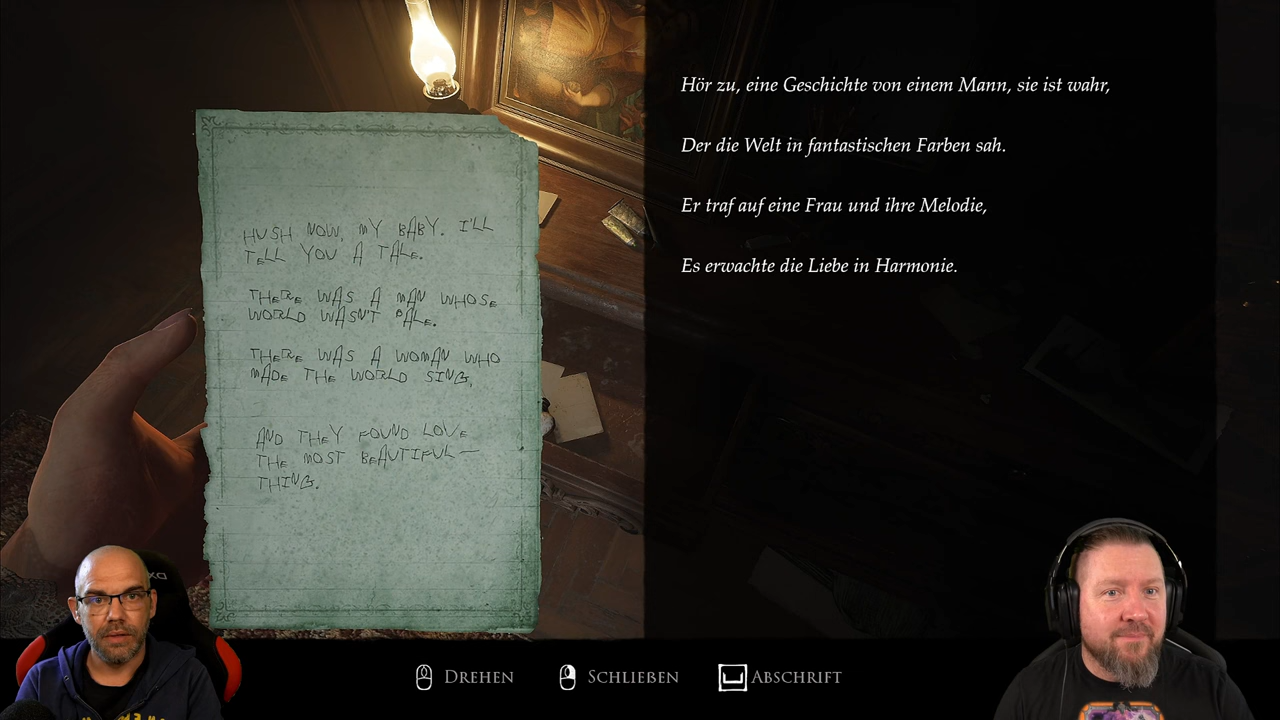 HUSH NOW, MY BABY. I'LL
TELL YOU A TALE.
THERE WAS A MAN WHOSE
WORLD WASN'T PALE.
THERE WAS A WOMAN WHO
MADE THE WORLD SING,
AND THEY FOUND LOVE
THE MOST BEAUTIFUL —
THING.
Hör zu, eine Geschichte von einem Mann, sie ist wahr,
Der die Welt in fantastischen Farben sah.
Er traf auf eine Frau und ihre Melodie,
Es erwachte die Liebe in Harmonie.
DREHEN
SCHLIEẞEN
ABSCHRIFT